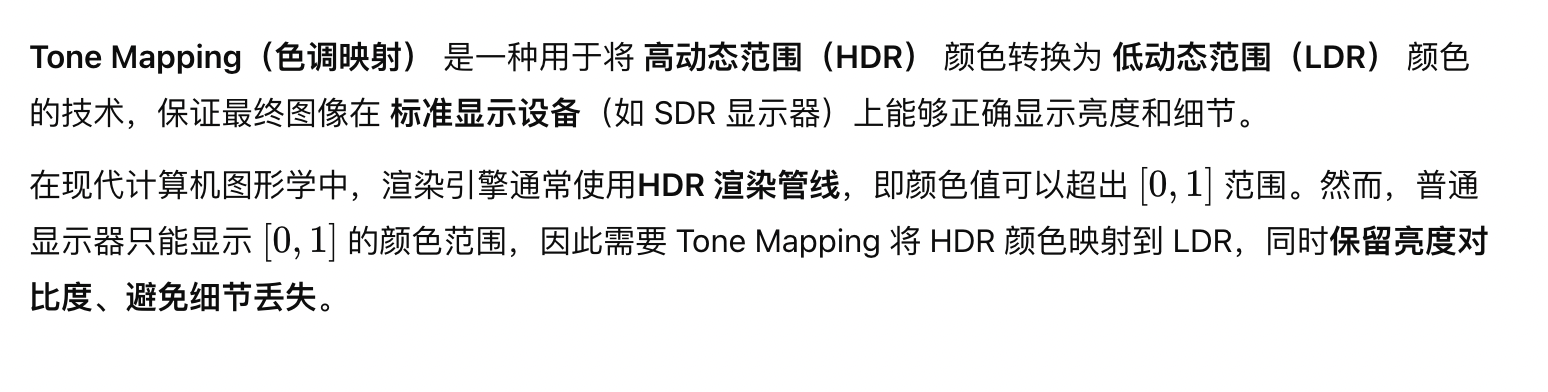 Tone Mapping（色调映射） 是一种用于将 高动态范围（HDR） 颜色转换为 低动态范围（LDR） 颜色
的技术，保证最终图像在 标准显示设备（如 SDR 显示器）上能够正确显示亮度和细节。
在现代计算机图形学中，渲染引擎通常使用HDR 渲染管线，即颜色值可以超出 [0, 1] 范围。然而，普通
显示器只能显示 [0, 1] 的颜色范围，因此需要 Tone Mapping 将 HDR 颜色映射到 LDR，同时保留亮度对
比度、避免细节丢失。